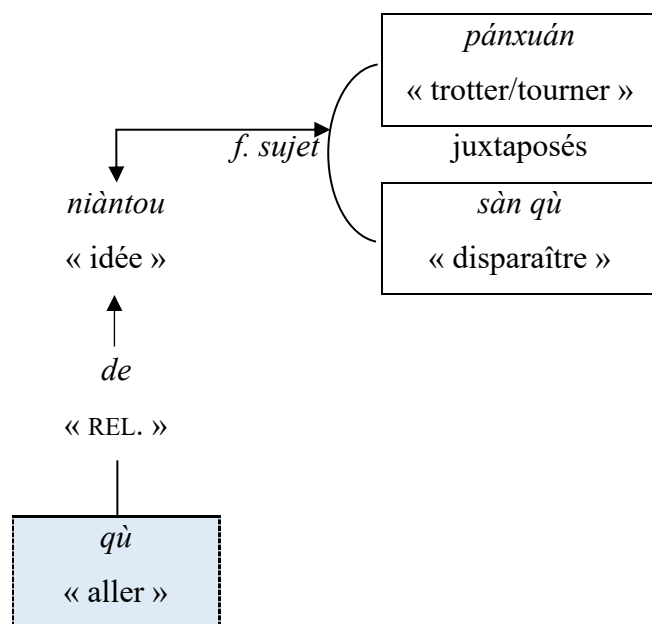 pánxuán
« trotter/tourner »
f. sujet
juxtaposés
niàntou
« idée »
sàn qù
« disparaître »
de
« REL. »
qù
« aller »